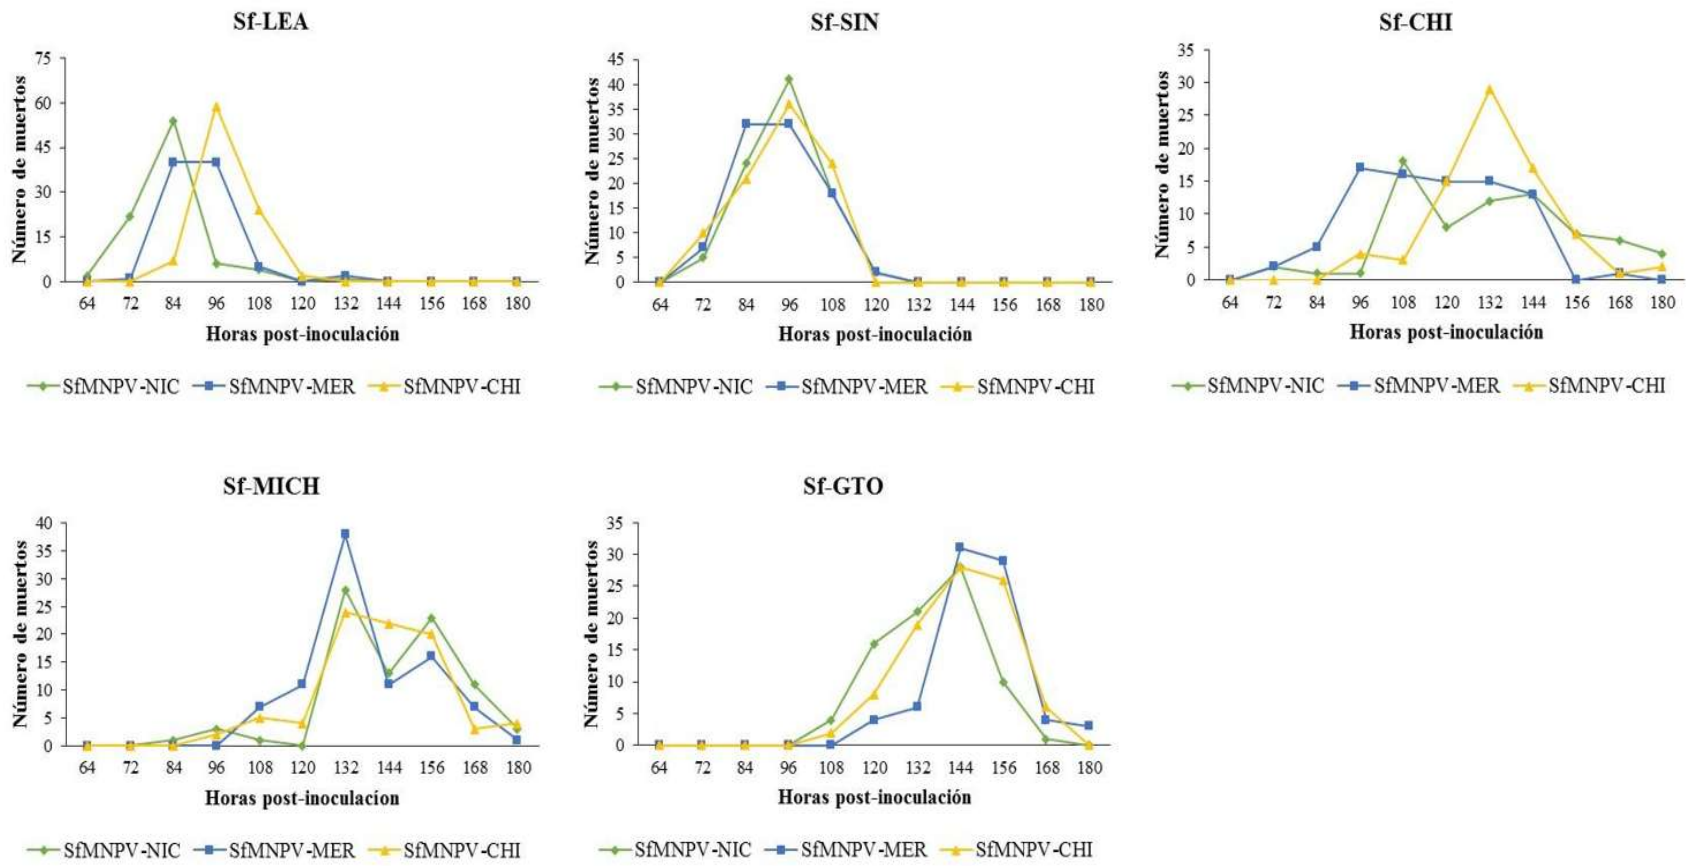 Sf-LEA
Número de muertos
75
60
45
30
15
0
64 72 84 96 108 120 132 144 156 168 180
Horas post-inoculación
SfMNPV-NIC SfMNPV-MER SfMNPV-CHI
Sf-SIN
Número de muertos
45
40
35
30
25
20
15
10
5
0
64 72 84 96 108 120 132 144 156 168 180
Horas post-inoculación
SfMNPV-NIC SfMNPV-MER SfMNPV-CHI
Sf-CHI
Número de muertos
35
30
25
20
15
10
5
0
64 72 84 96 108 120 132 144 156 168 180
Horas post-inoculación
SfMNPV-NIC SfMNPV-MER SfMNPV-CHI
Sf-MICH
Número de muertos
40
35
30
25
20
15
10
5
0
64 72 84 96 108 120 132 144 156 168 180
Horas post-inoculacíon
SfMNPV-NIC SfMNPV-MER SfMNPV-CHI
Sf-GTO
Número de muertos
35
30
25
20
15
10
5
0
64 72 84 96 108 120 132 144 156 168 180
Horas post-inoculación
SfMNPV-NIC SfMNPV-MER SfMNPV-CHI